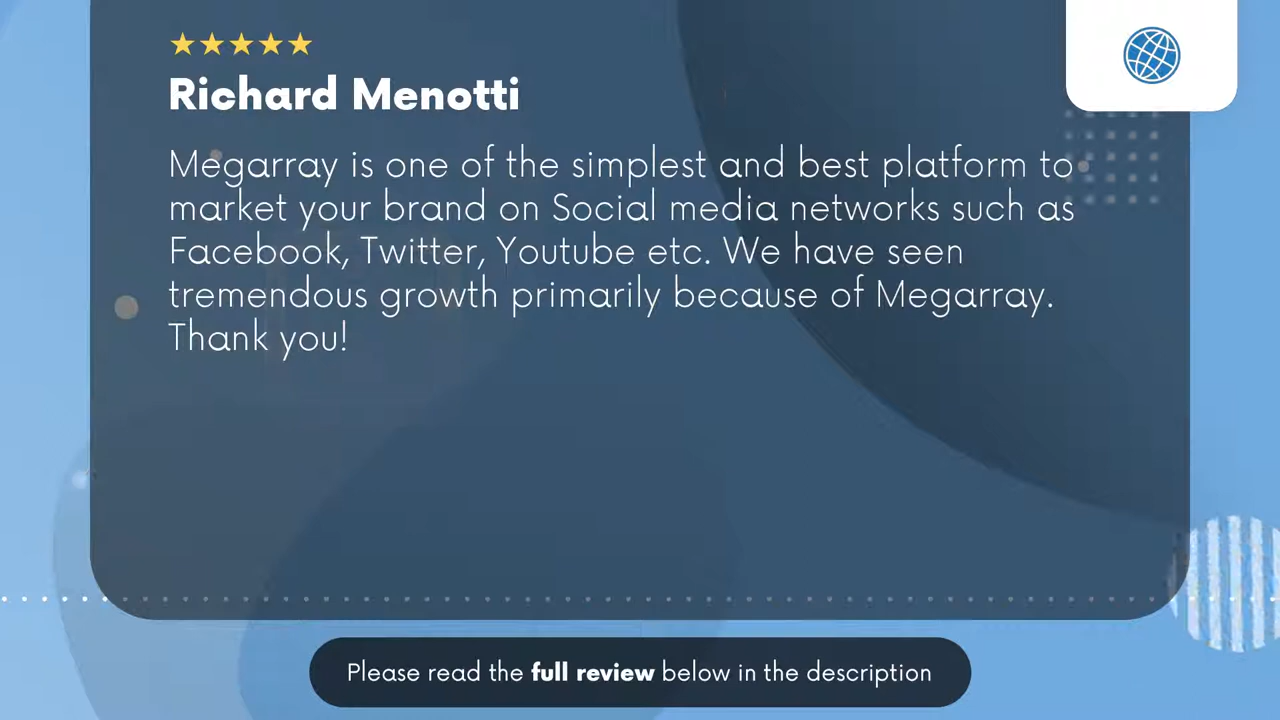 Richard Menotti
Megarray is one of the simplest and best platform to
market your brand on Social media networks such as
Facebook, Twitter, Youtube etc. We have seen
tremendous growth primarily because of Megarray.
Thank you!
Please read the full review below in the description